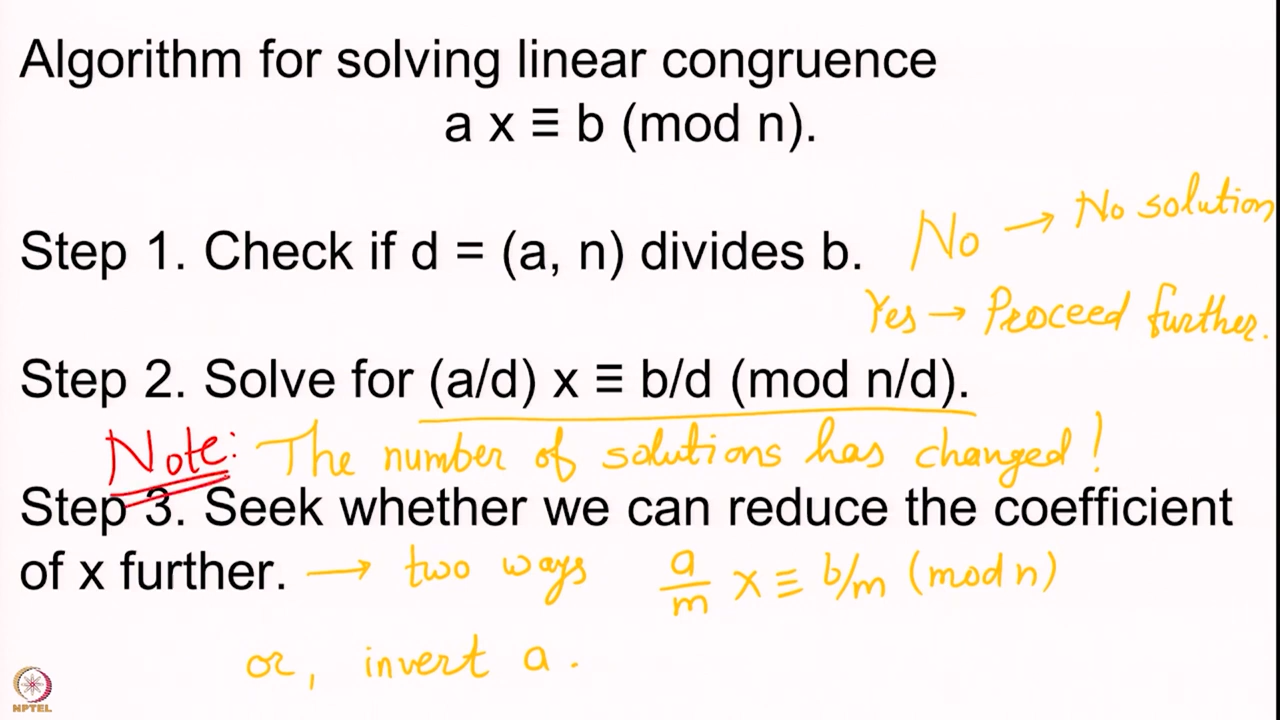 Algorithm for solving linear congruence
a x ≡ b (mod n).
No → No solution
Step 1. Check if d = (a, n) divides b.
Yes → Proceed further.
Step 2. Solve for (a/d) x ≡ b/d (mod n/d).
Note: The number of solutions has changed!
Step 3. Seek whether we can reduce the coefficient
of x further. → two ways a/m x ≡ b/m (mod n)
or, invert a.
NPTEL